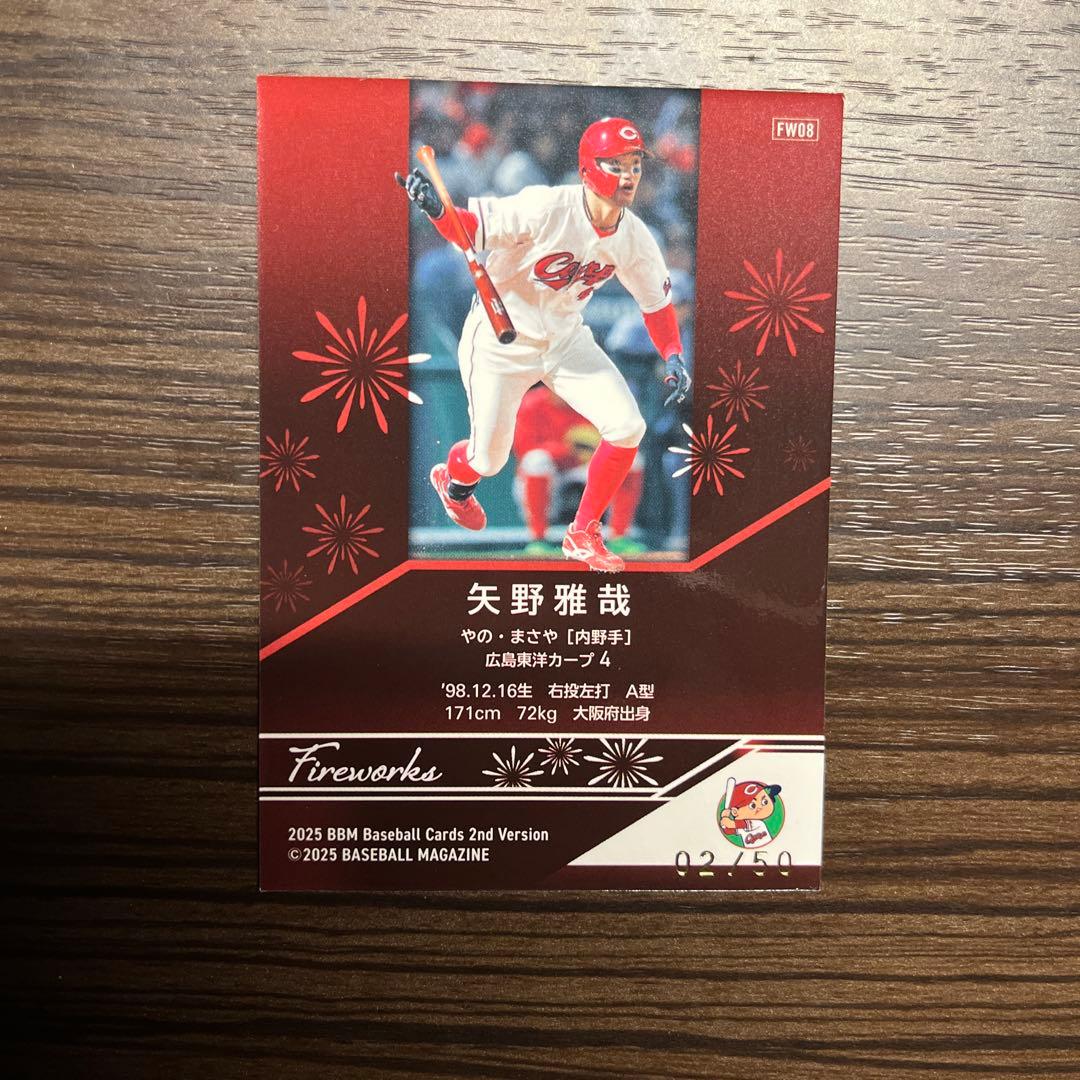 FW08
Carp
矢野雅哉
やの・まさや [内野手]
広島東洋カープ 4
'98.12.16生 右投左打 A型
171cm 72kg 大阪府出身
Fireworks
2025 BBM Baseball Cards 2nd Version
©2025 BASEBALL MAGAZINE
Carp
02/50